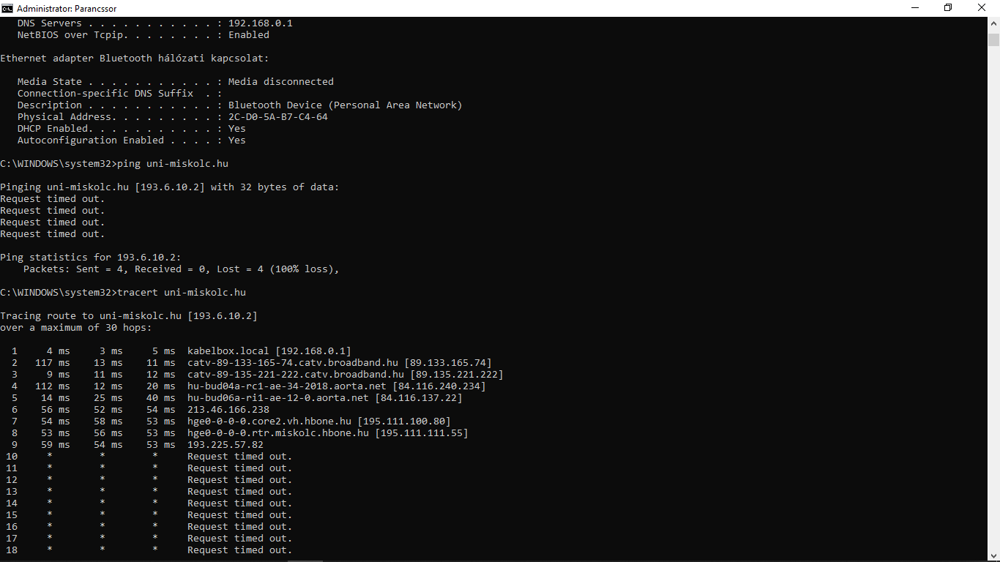 Administrator: Parancssor
DNS Servers . . . . . . . . . . . : 192.168.0.1
NetBIOS over Tcpip. . . . . . . . : Enabled
Ethernet adapter Bluetooth hálózati kapcsolat:
Media State . . . . . . . . . . . : Media disconnected
Connection-specific DNS Suffix  . :
Description . . . . . . . . . . . : Bluetooth Device (Personal Area Network)
Physical Address. . . . . . . . . : 2C-D0-5A-B7-C4-64
DHCP Enabled. . . . . . . . . . . : Yes
Autoconfiguration Enabled . . . . : Yes
C:\WINDOWS\system32>ping uni-miskolc.hu
Pinging uni-miskolc.hu [193.6.10.2] with 32 bytes of data:
Request timed out.
Request timed out.
Request timed out.
Request timed out.
Ping statistics for 193.6.10.2:
Packets: Sent = 4, Received = 0, Lost = 4 (100% loss),
C:\WINDOWS\system32>tracert uni-miskolc.hu
Tracing route to uni-miskolc.hu [193.6.10.2]
over a maximum of 30 hops:
1     4 ms     3 ms     5 ms  kabelbox.local [192.168.0.1]
2   117 ms    13 ms    11 ms  catv-89-133-165-74.catv.broadband.hu [89.133.165.74]
3     9 ms    11 ms    12 ms  catv-89-135-221-222.catv.broadband.hu [89.135.221.222]
4   112 ms    12 ms    20 ms  hu-bud04a-rc1-ae-34-2018.aorta.net [84.116.240.234]
5    14 ms    25 ms    40 ms  hu-bud06a-ri1-ae-12-0.aorta.net [84.116.137.22]
6    56 ms    52 ms    54 ms  213.46.166.238
7    54 ms    58 ms    53 ms  hge0-0-0-0.core2.vh.hbone.hu [195.111.100.80]
8    53 ms    56 ms    53 ms  hge0-0-0-0.rtr.miskolc.hbone.hu [195.111.111.55]
9    59 ms    54 ms    53 ms  193.225.57.82
10     *        *        *     Request timed out.
11     *        *        *     Request timed out.
12     *        *        *     Request timed out.
13     *        *        *     Request timed out.
14     *        *        *     Request timed out.
15     *        *        *     Request timed out.
16     *        *        *     Request timed out.
17     *        *        *     Request timed out.
18     *        *        *     Request timed out.